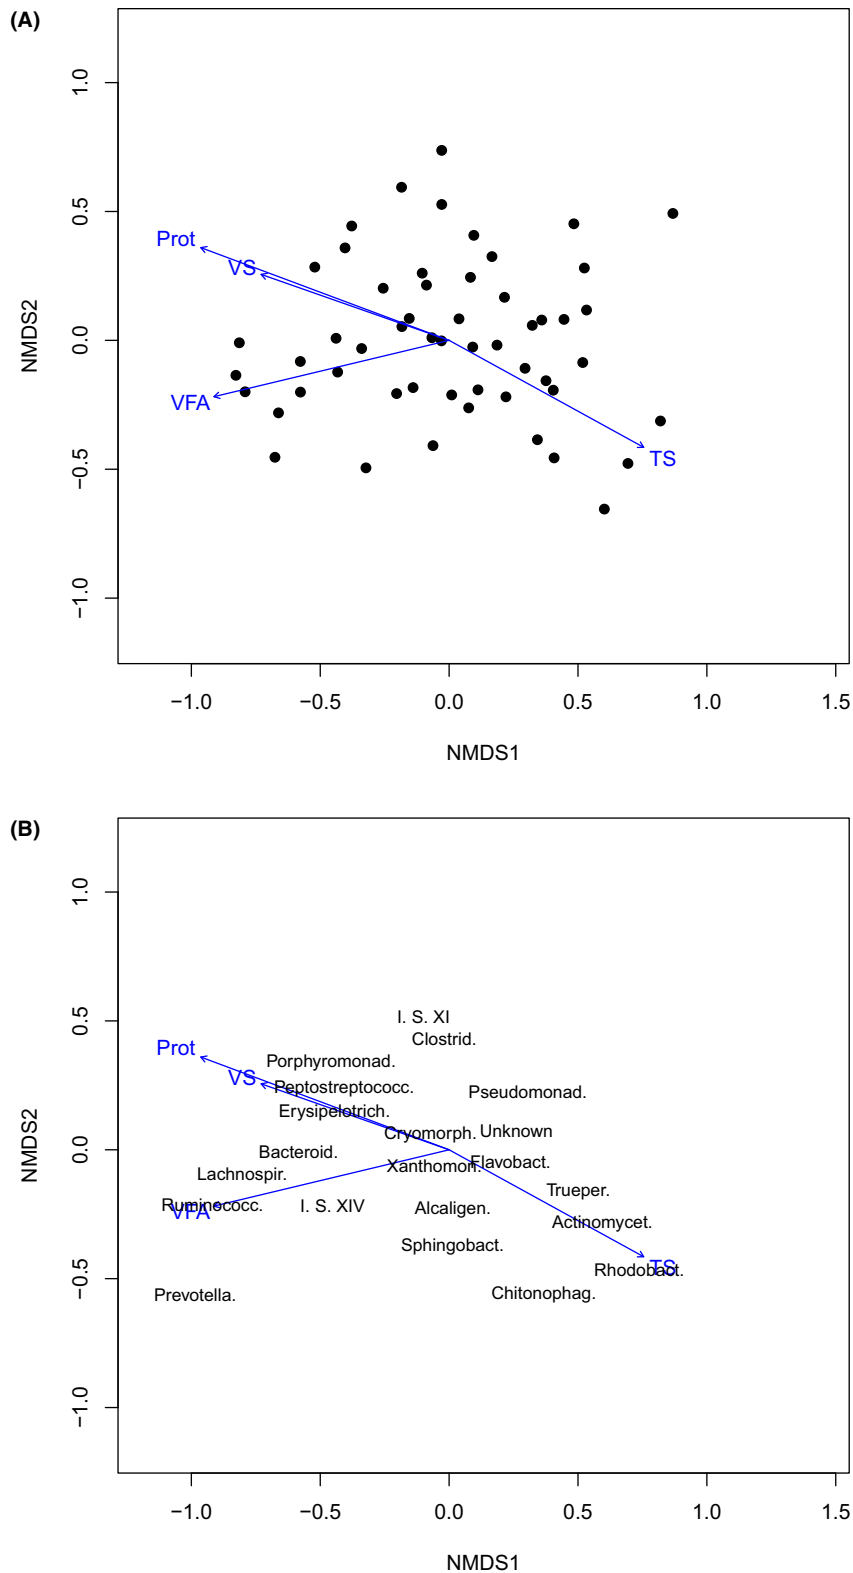 (A)
1.0
0.5
0.0
−0.5
−1.0
NMDS2
Prot
VS
VFA
TS
−1.0 −0.5 0.0 0.5 1.0 1.5
NMDS1
(B)
1.0
0.5
0.0
−0.5
−1.0
NMDS2
I. S. XI
Clostrid.
Prot
Porphyromonad.
VS
Peptostreptococc.
Pseudomonad.
Erysipelotrich.
Cryomorph. Unknown
Bacteroid.
Xanthomon. Flavobact.
Lachnospir.
Trueper.
Ruminococc. I. S. XIV
VFA
Alcaligen.
Actinomycet.
Sphingobact.
Rhodobact.
TS
Prevotella.
Chitonophag.
−1.0 −0.5 0.0 0.5 1.0 1.5
NMDS1